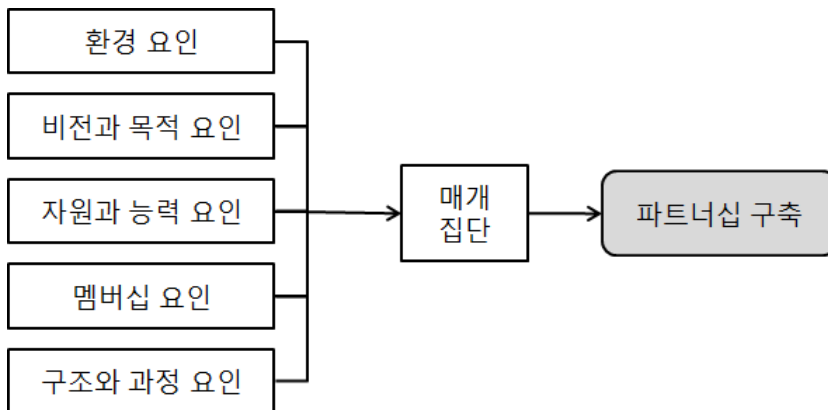 환경 요인
비전과 목적 요인
자원과 능력 요인
멤버십 요인
구조와 과정 요인
매개
집단
파트너십 구축